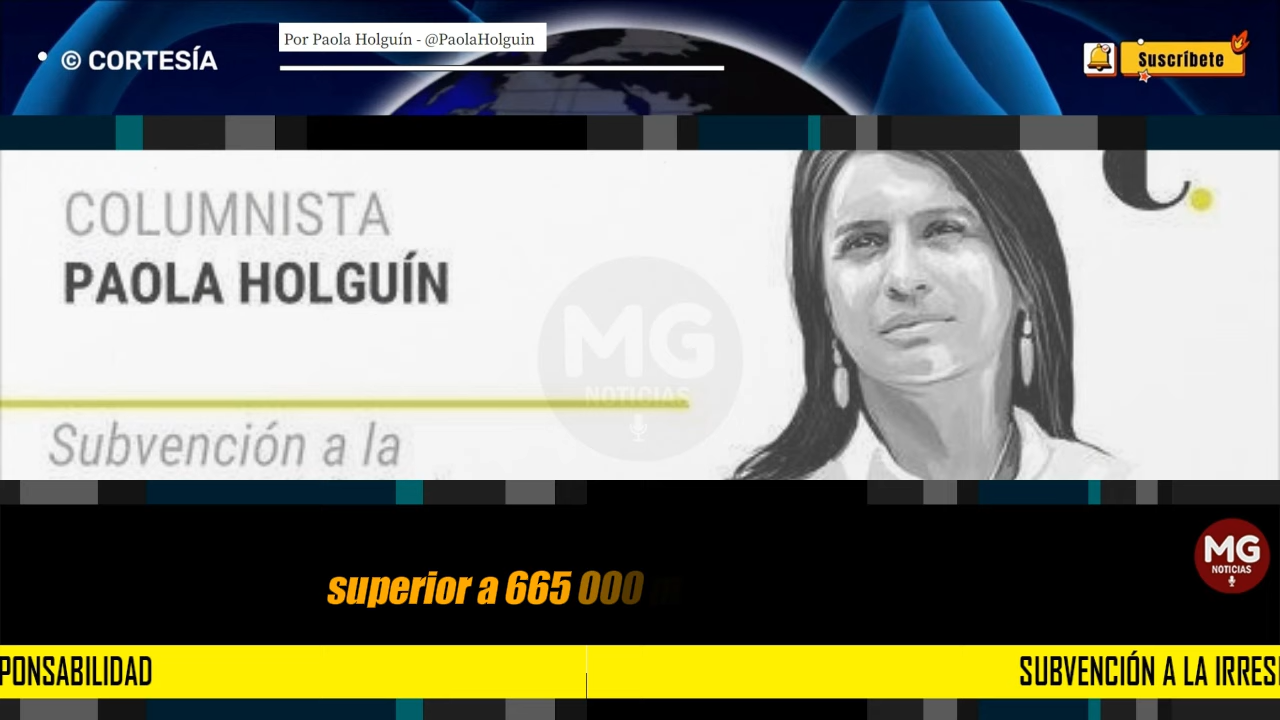 Por Paola Holguín - @PaolaHolguin
© CORTESÍA
Suscríbete
COLUMNISTA
PAOLA HOLGUÍN
MG
NOTICIAS
Subvención a la
superior a 665 000
MG
NOTICIAS
PONSABILIDAD
SUBVENCIÓN A LA IRRES